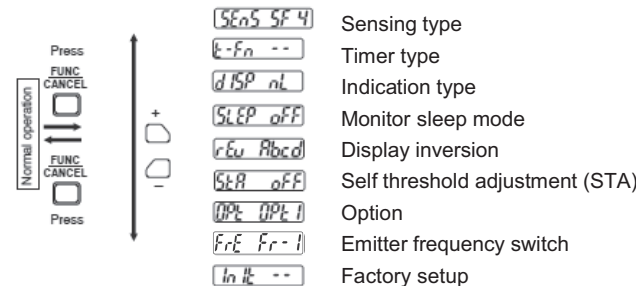 SEnS SF 4 Sensing type
t-Fn -- Timer type
dISP nL Indication type
SLEP oFF Monitor sleep mode
rEv Abcd Display inversion
StA oFF Self threshold adjustment (STA)
OPt OPt 1 Option
FrE Fr-1 Emitter frequency switch
InIt -- Factory setup
Press
FUNC
CANCEL
Normal operation
FUNC
CANCEL
Press
+
−